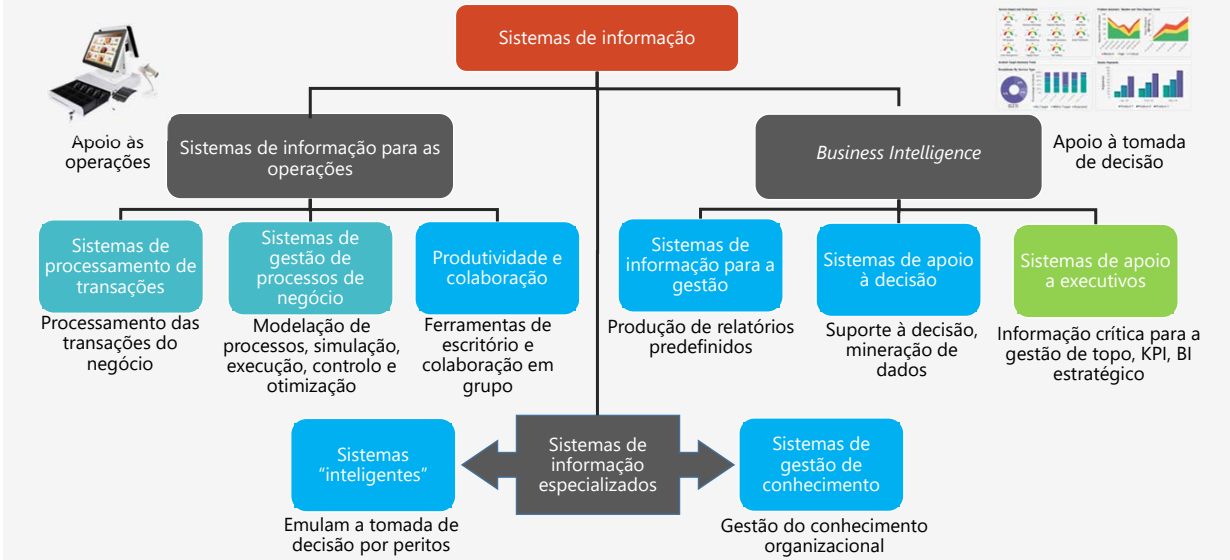 Sistemas de informação
Apoio às
operações
Sistemas de informação para as
operações
Business Intelligence
Apoio à tomada
de decisão
Sistemas de
processamento de
transações
Sistemas de
gestão de
processos de
negócio
Produtividade e
colaboração
Sistemas de
informação para a
gestão
Sistemas de apoio
à decisão
Sistemas de apoio
a executivos
Processamento das
transações do
negócio
Modelação de
processos, simulação,
execução, controlo e
otimização
Ferramentas de
escritório e
colaboração em
grupo
Produção de relatórios
predefinidos
Suporte à decisão,
mineração de
dados
Informação crítica para a
gestão de topo, KPI, BI
estratégico
Sistemas
“inteligentes”
Sistemas de
informação
especializados
Sistemas de
gestão de
conhecimento
Emulam a tomada de
decisão por peritos
Gestão do conhecimento
organizacional